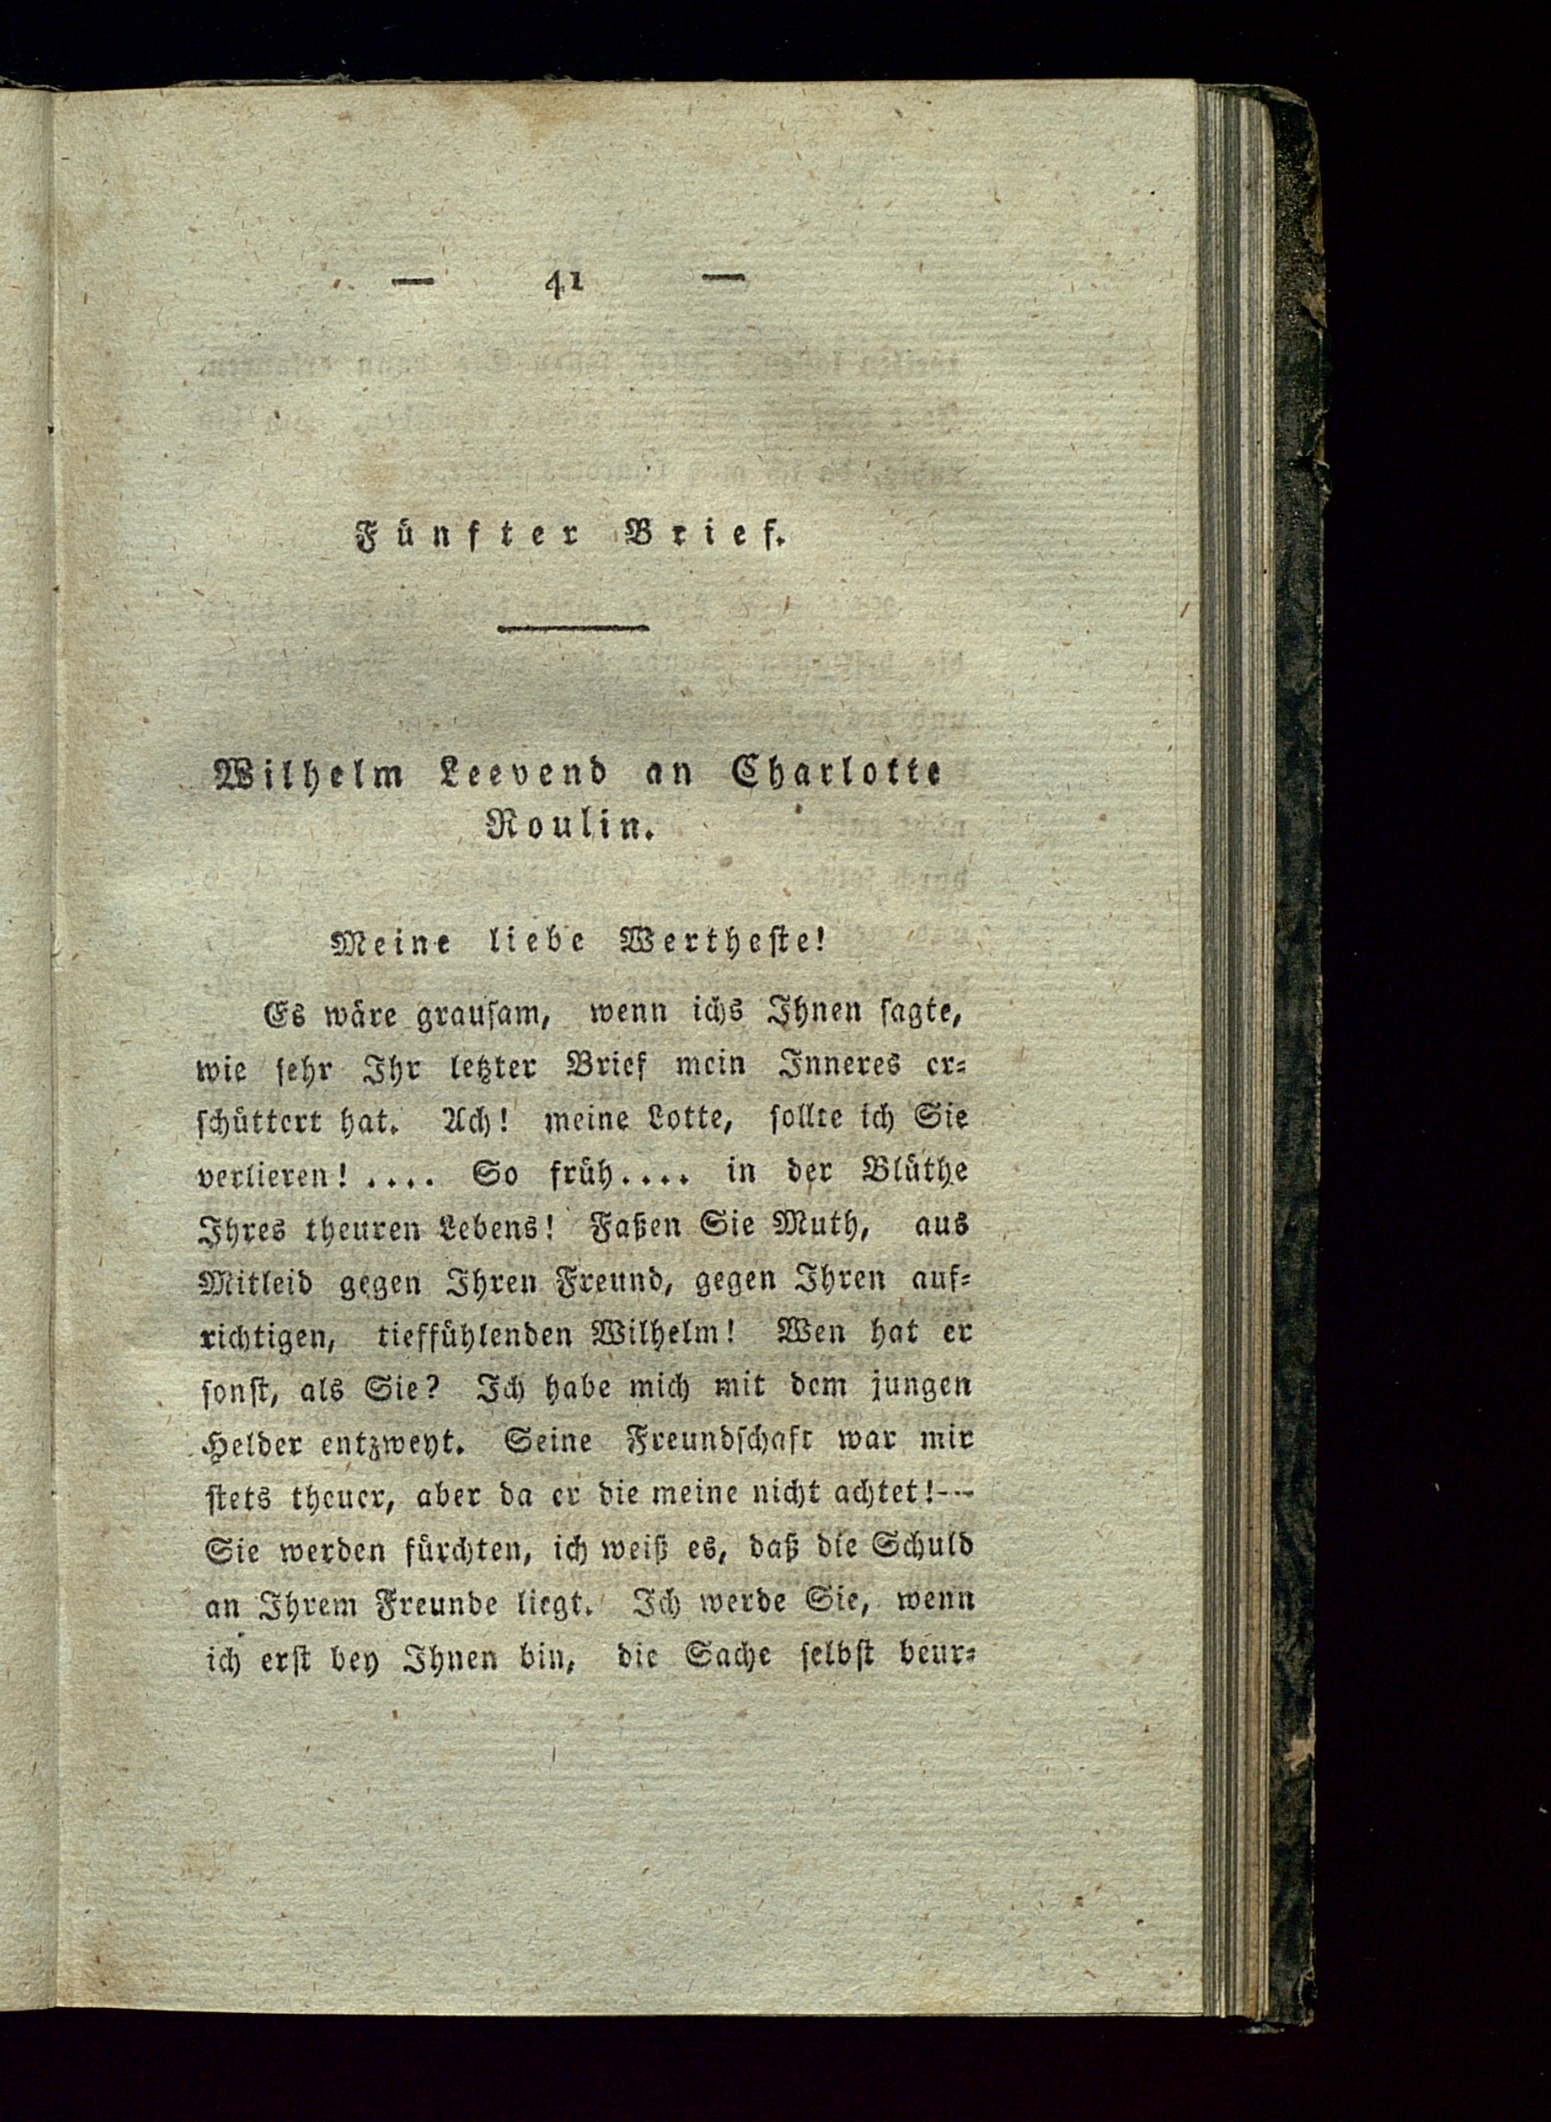 — 41 —
Fünfter Brief.
Wilhelm Leevend an Charlotte
Roulin.
Meine liebe Wertheste!
Es wäre grauſam, wenn ichs Ihnen ſagte,
wie ſehr Ihr letzter Brief mein Inneres er⸗
ſchüttert hat. Ach! meine Lotte, ſollte ich Sie
verlieren! .... So früh.... in der Blüthe
Ihres theuren Lebens! Faßen Sie Muth, aus
Mitleid gegen Ihren Freund, gegen Ihren auf⸗
richtigen, tieffühlenden Wilhelm! Wen hat er
ſonſt, als Sie? Ich habe mich mit dem jungen
Helder entzweyt. Seine Freundſchaft war mir
ſtets theuer, aber da er die meine nicht achtet!---
Sie werden fürchten, ich weiß es, daß die Schuld
an Ihrem Freunde liegt. Ich werde Sie, wenn
ich erſt bey Ihnen bin, die Sache ſelbſt beur⸗